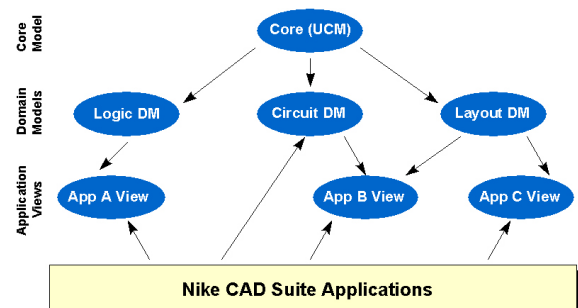 Core
Model
Core (UCM)
Domain
Models
Logic DM
Circuit DM
Layout DM
Application
Views
App A View
App B View
App C View
Nike CAD Suite Applications